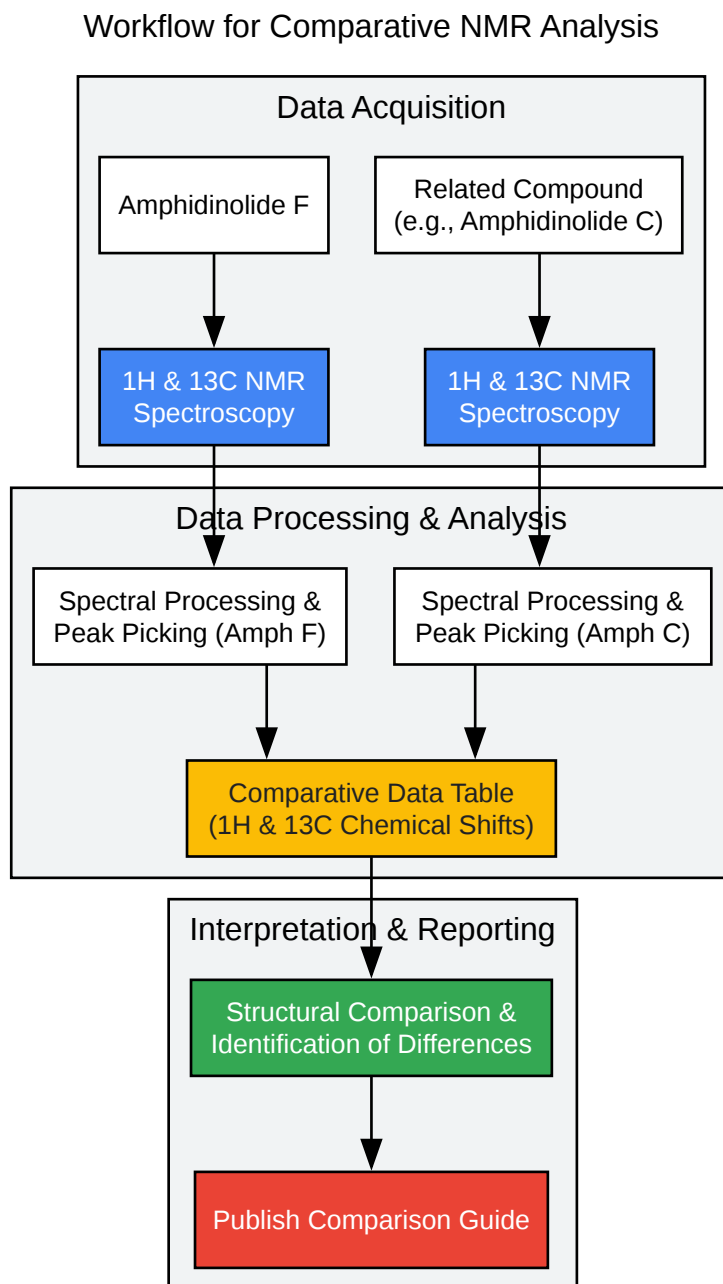 Workflow for Comparative NMR Analysis
Data Acquisition
Amphidinolide F
Related Compound
(e.g., Amphidinolide C)
1H & 13C NMR
Spectroscopy
1H & 13C NMR
Spectroscopy
Data Processing & Analysis
Spectral Processing &
Peak Picking (Amph F)
Spectral Processing &
Peak Picking (Amph C)
Comparative Data Table
(1H & 13C Chemical Shifts)
Interpretation & Reporting
Structural Comparison &
Identification of Differences
Publish Comparison Guide